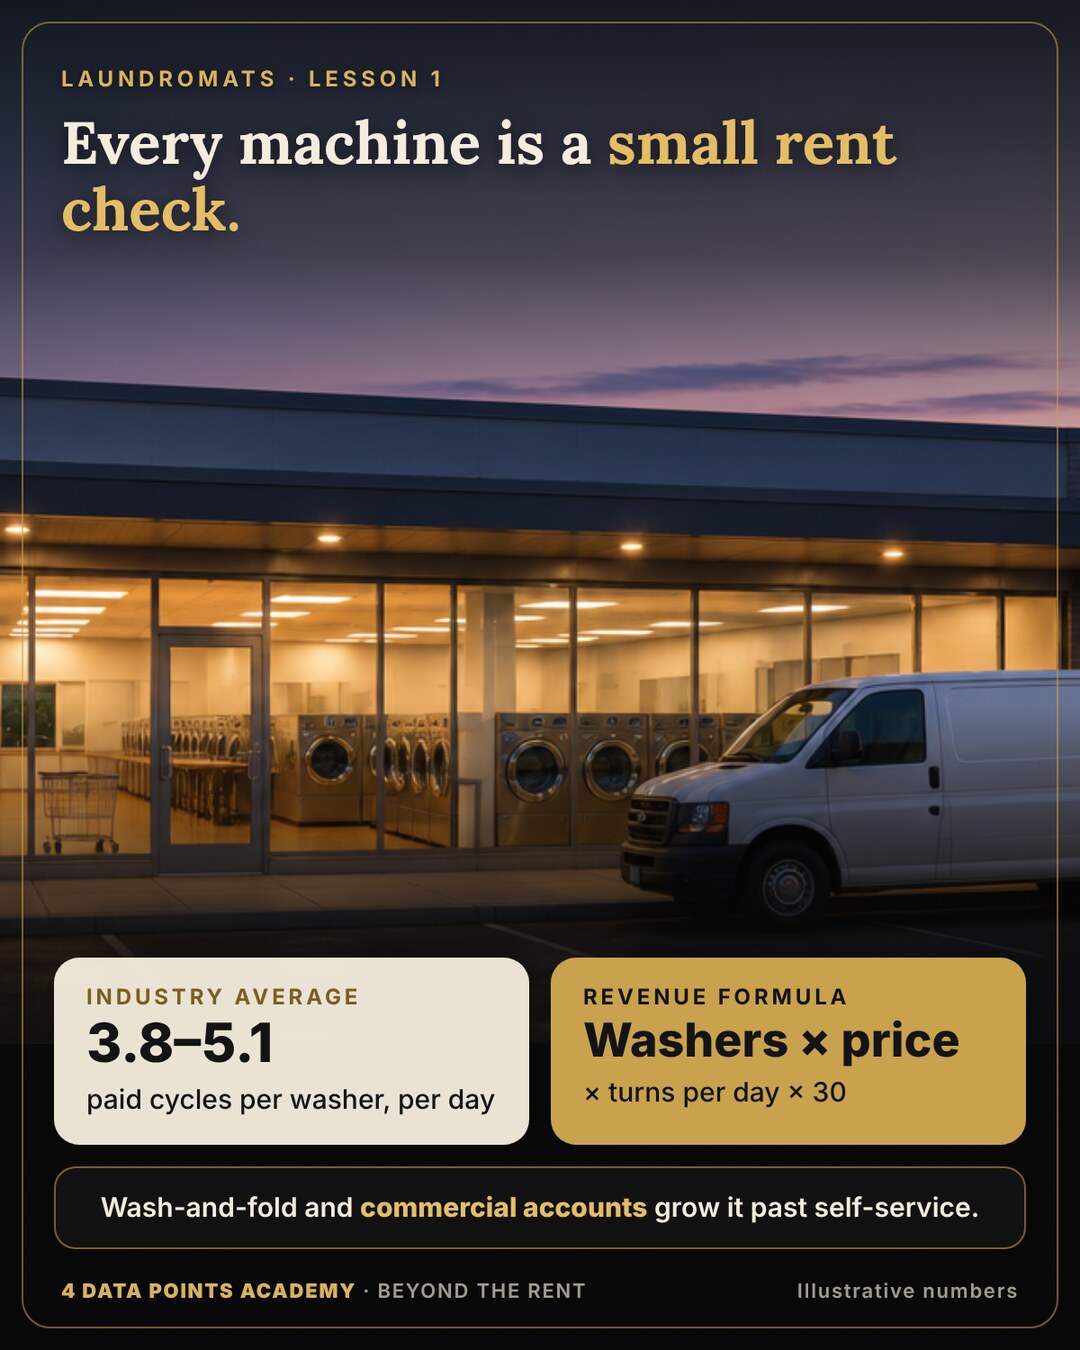 LAUNDROMATS · LESSON 1
Every machine is a small rent
check.
INDUSTRY AVERAGE
3.8–5.1
paid cycles per washer, per day
REVENUE FORMULA
Washers × price
× turns per day × 30
Wash-and-fold and commercial accounts grow it past self-service.
4 DATA POINTS ACADEMY · BEYOND THE RENT
Illustrative numbers